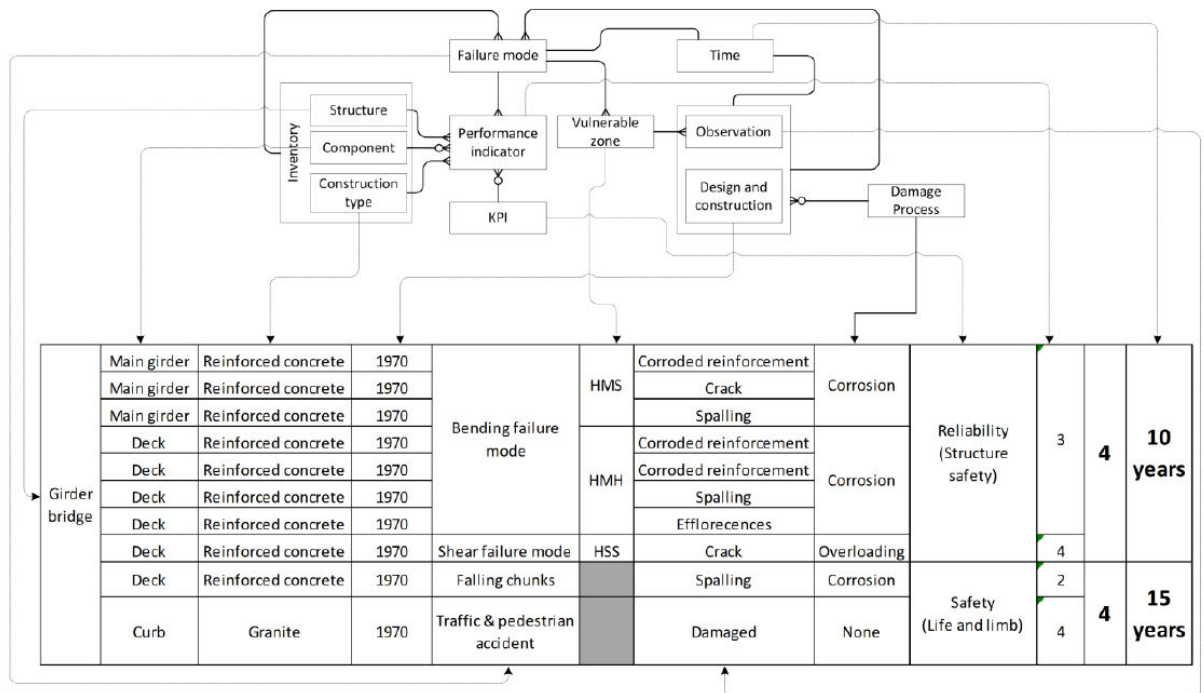 Failure mode
Time
Inventory
Structure
Component
Construction
type
Performance
indicator
KPI
Vulnerable
zone
Observation
Design and
construction
Damage
Process
Girder
bridge
Main girder Reinforced concrete 1970 Corroded reinforcement
Main girder Reinforced concrete 1970 HMS Crack Corrosion
Main girder Reinforced concrete 1970 Spalling
Bending failure
mode
Deck Reinforced concrete 1970 Corroded reinforcement
Deck Reinforced concrete 1970 Corroded reinforcement
HMH Corrosion
Deck Reinforced concrete 1970 Spalling
Deck Reinforced concrete 1970 Efflorecences
Reliability
(Structure
safety)
3
4
10
years
Deck Reinforced concrete 1970 Shear failure mode HSS Crack Overloading 4
Deck Reinforced concrete 1970 Falling chunks Spalling Corrosion 2
Safety
(Life and limb)
4
15
years
Curb Granite 1970 Traffic & pedestrian
accident Damaged None 4